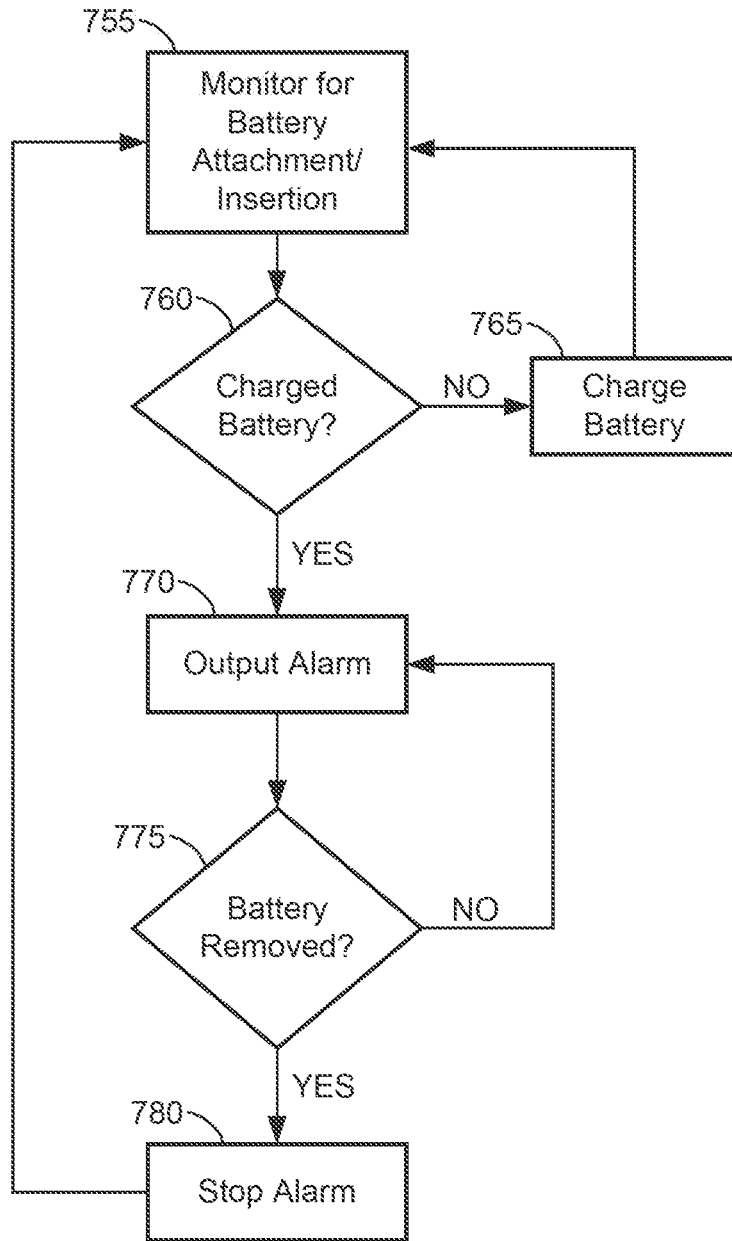 755
Monitor for
Battery
Attachment/
Insertion
760
Charged
Battery?
NO
765
Charge
Battery
YES
770
Output Alarm
775
Battery
Removed?
NO
YES
780
Stop Alarm